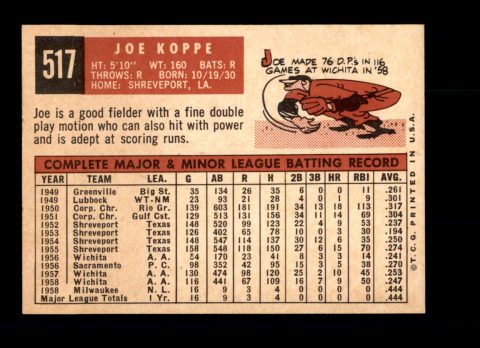 517
JOE KOPPE
HT: 5'10" WT: 160 BATS: R
THROWS: R BORN: 10/19/30
HOME: SHREVEPORT, LA.
JOE MADE 76 D.P.'s IN 116
GAMES AT WICHITA IN '58
Joe is a good fielder with a fine double
play motion who can also hit with power
and is adept at scoring runs.
COMPLETE MAJOR & MINOR LEAGUE BATTING RECORD
YEAR TEAM LEA. G AB R H 2B 3B HR RBI AVG.
1949 Greenville Big St. 35 134 26 35 6 0 0 11 .261
1949 Lubbock WT-NM 23 93 21 28 4 9 .301
1950 Corp. Chr. Rio Gr. 139 603 181 191 34 13 18 113 .317
1951 Corp. Chr. Gulf Cst. 129 513 131 156 34 11 14 69 .304
1952 Shreveport Texas 148 520 99 123 22 4 9 53 .237
1953 Shreveport Texas 126 402 65 78 10 3 0 30 .194
1954 Shreveport Texas 148 547 114 137 30 12 6 35 .250
1955 Shreveport Texas 158 548 118 150 27 6 15 70 .274
1956 Wichita A.A. 54 170 23 41 3 3 14 .241
1956 Sacramento P.C. 98 352 42 95 15 35 .270
1957 Wichita A.A. 130 474 98 120 25 2 10 45 .253
1958 Wichita A.A. 116 441 67 109 8 9 16 50 .247
1958 Milwaukee N.L. 16 9 3 4 0 0 0 0 .444
Major League Totals 1 Yr. 16 9 3 4 0 0 0 0 .444
© T.C.G. PRINTED IN U.S.A.